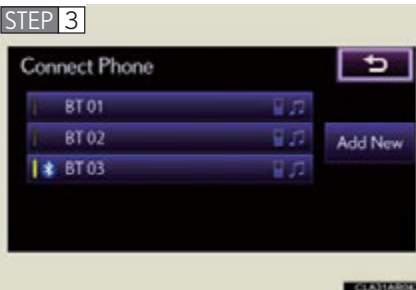 STEP 3
Connect Phone
BT 01
BT 02
Add New
BT 03